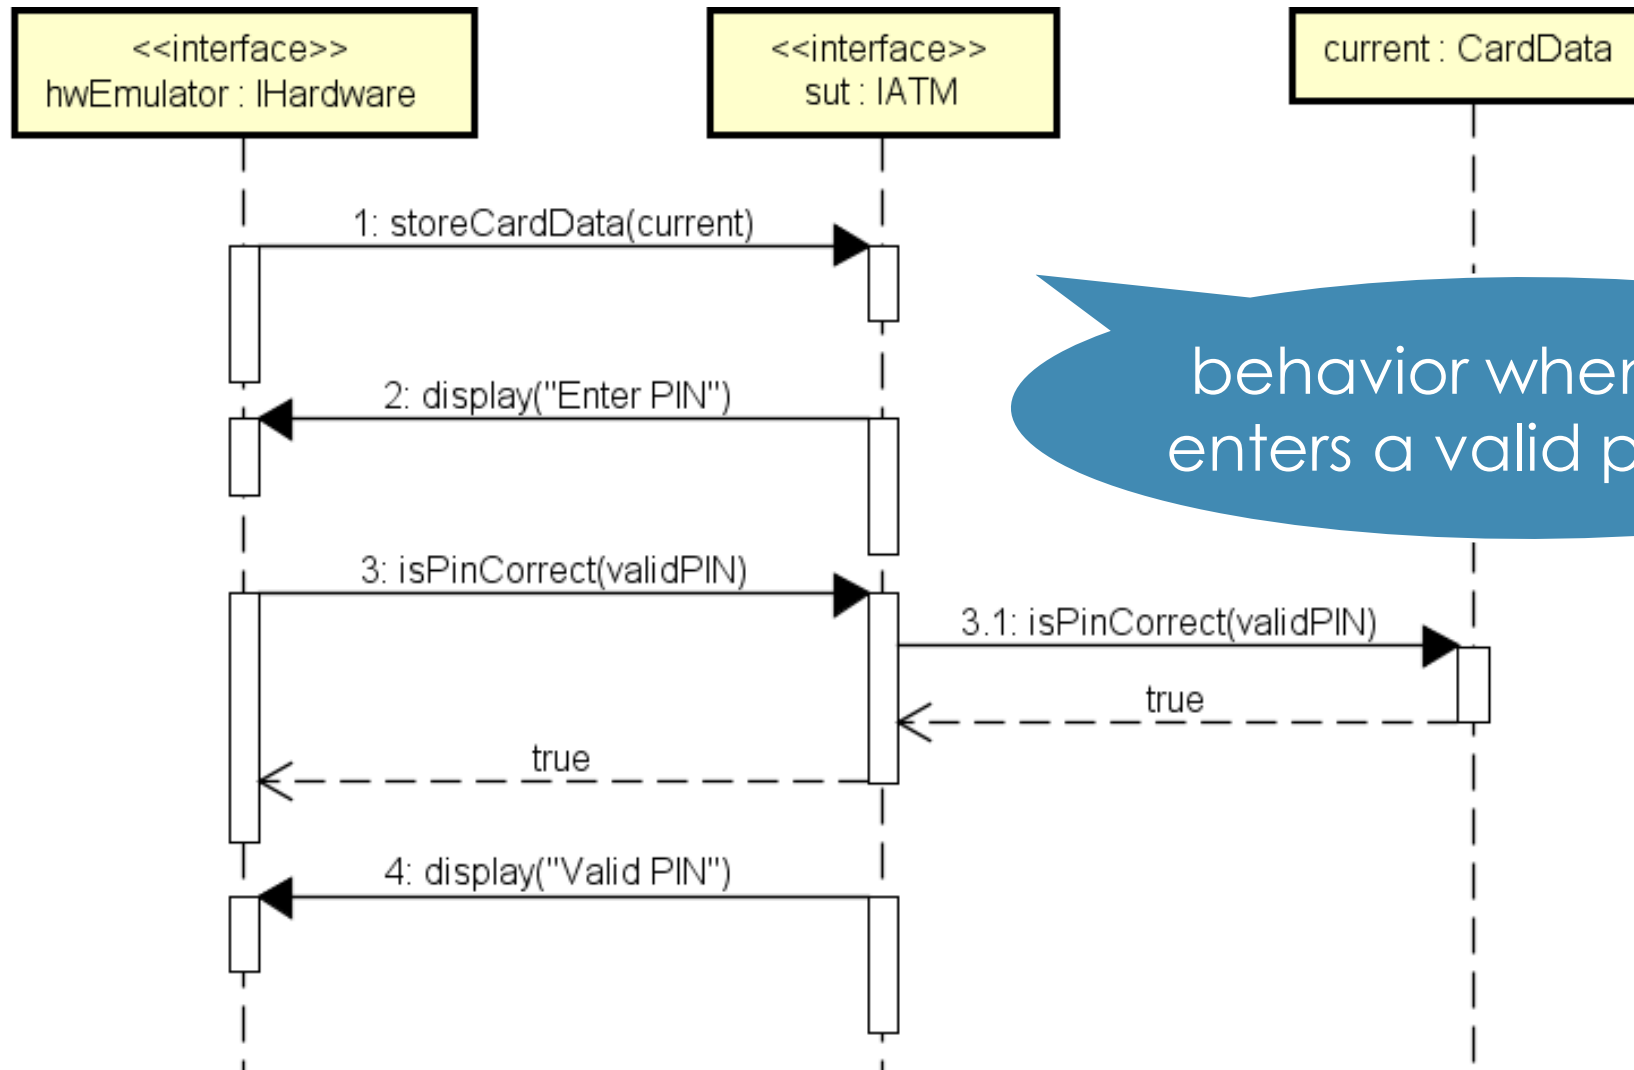 <<interface>>
hwEmulator : IHardware
<<interface>>
sut : IATM
current : CardData
1: storeCardData(current)
behavior when
enters a valid p
2: display("Enter PIN")
3: isPinCorrect(validPIN)
3.1: isPinCorrect(validPIN)
true
true
4: display("Valid PIN")